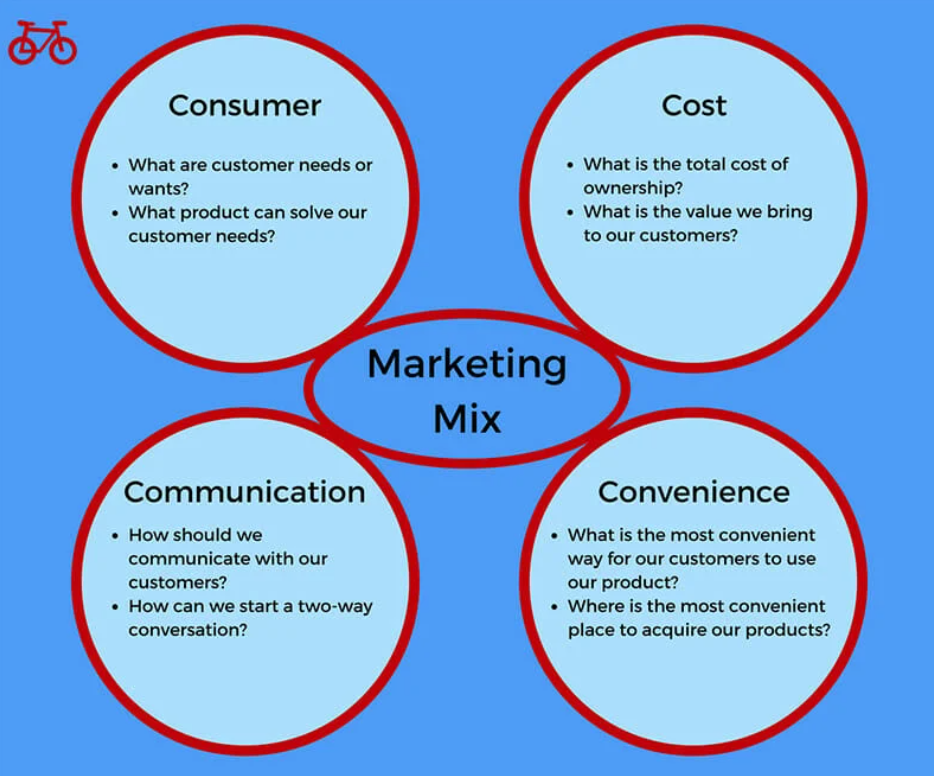 Consumer
• What are customer needs or
wants?
• What product can solve our
customer needs?
Cost
• What is the total cost of
ownership?
• What is the value we bring
to our customers?
Marketing
Mix
Communication
• How should we
communicate with our
customers?
• How can we start a two-way
conversation?
Convenience
• What is the most convenient
way for our customers to use
our product?
• Where is the most convenient
place to acquire our products?